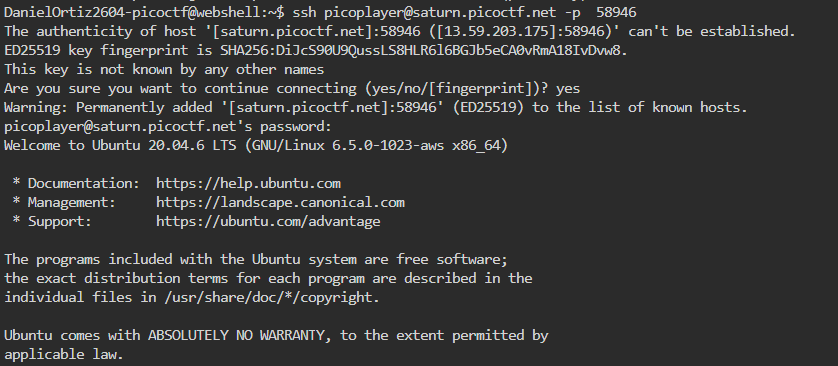 DanielOrtiz2604-picoctf@webshell:~$ ssh picoplayer@saturn.picoctf.net -p  58946
The authenticity of host '[saturn.picoctf.net]:58946 ([13.59.203.175]:58946)' can't be established.
ED25519 key fingerprint is SHA256:DiJcS90U9QussLS8HLR6l6BGJb5eCA0vRmA18IvDvw8.
This key is not known by any other names
Are you sure you want to continue connecting (yes/no/[fingerprint])? yes
Warning: Permanently added '[saturn.picoctf.net]:58946' (ED25519) to the list of known hosts.
picoplayer@saturn.picoctf.net's password:
Welcome to Ubuntu 20.04.6 LTS (GNU/Linux 6.5.0-1023-aws x86_64)
* Documentation:  https://help.ubuntu.com
* Management:     https://landscape.canonical.com
* Support:        https://ubuntu.com/advantage
The programs included with the Ubuntu system are free software;
the exact distribution terms for each program are described in the
individual files in /usr/share/doc/*/copyright.
Ubuntu comes with ABSOLUTELY NO WARRANTY, to the extent permitted by
applicable law.